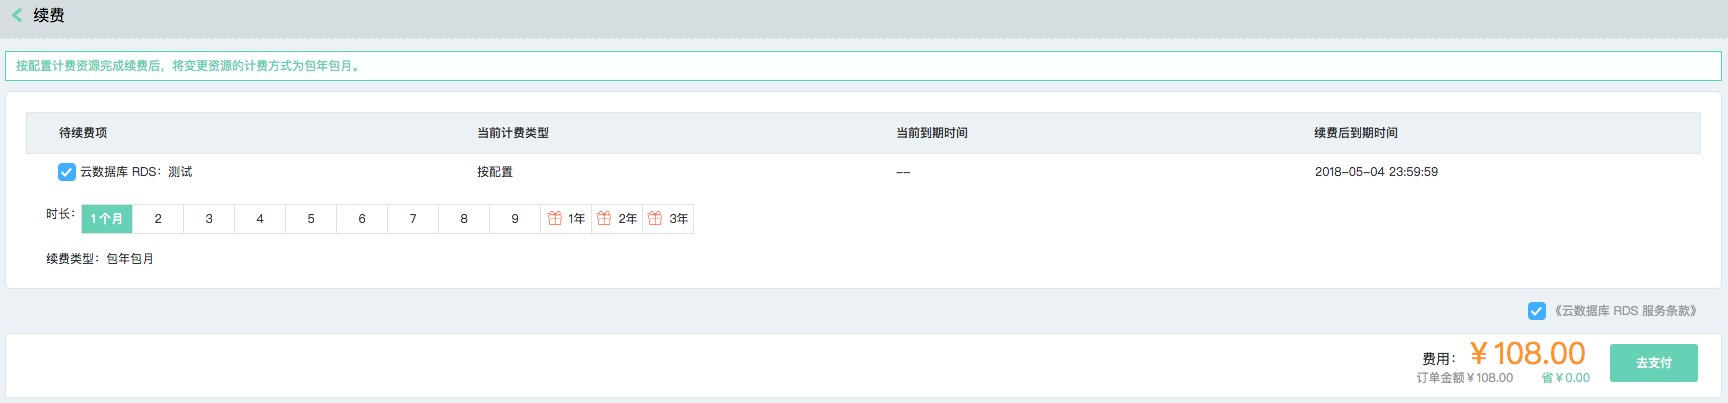 续费
按配置计费资源完成续费后，将变更资源的计费方式为包年包月。
待续费项 当前计费类型 当前到期时间 续费后到期时间
云数据库 RDS：测试 按配置 -- 2018-05-04 23:59:59
时长： 1个月 2 3 4 5 6 7 8 9 1年 2年 3年
续费类型：包年包月
《云数据库 RDS 服务条款》
费用：￥108.00 去支付
订单金额￥108.00 省￥0.00